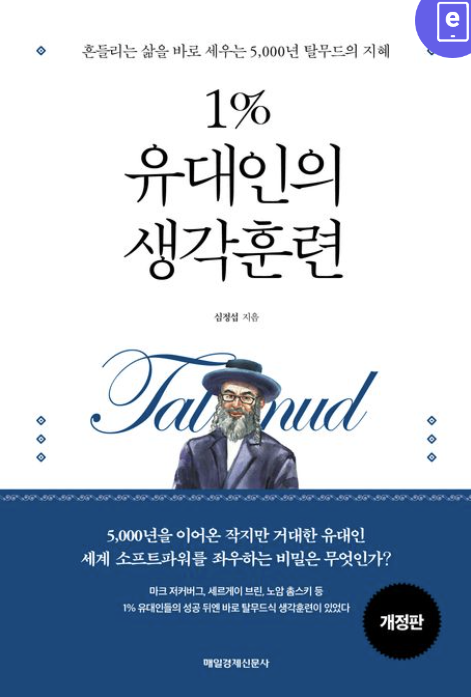 e
흔들리는 삶을 바로 세우는 5,000년 탈무드의 지혜
1%
유대인의
생각훈련
심정섭 지음
Talmud
5,000년을 이어온 작지만 거대한 유대인
세계 소프트파워를 좌우하는 비밀은 무엇인가?
마크 저커버그, 세르게이 브린, 노암 촘스키 등
1% 유대인들의 성공 뒤엔 바로 탈무드식 생각훈련이 있었다
개정판
매일경제신문사